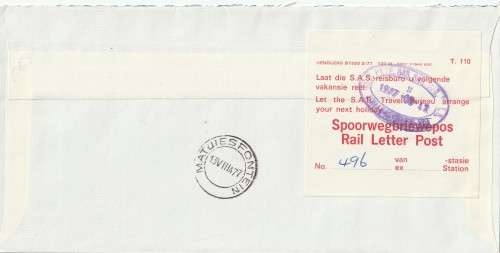 T. 110
Laat die S.A.S.-reisburo u volgende
vakansie reël
Let the S.A.R. Travel Bureau arrange
your next holiday
Spoorwegbriewepos
Rail Letter Post
No. 496 van -stasie
ex Station
MATJIESFONTEIN